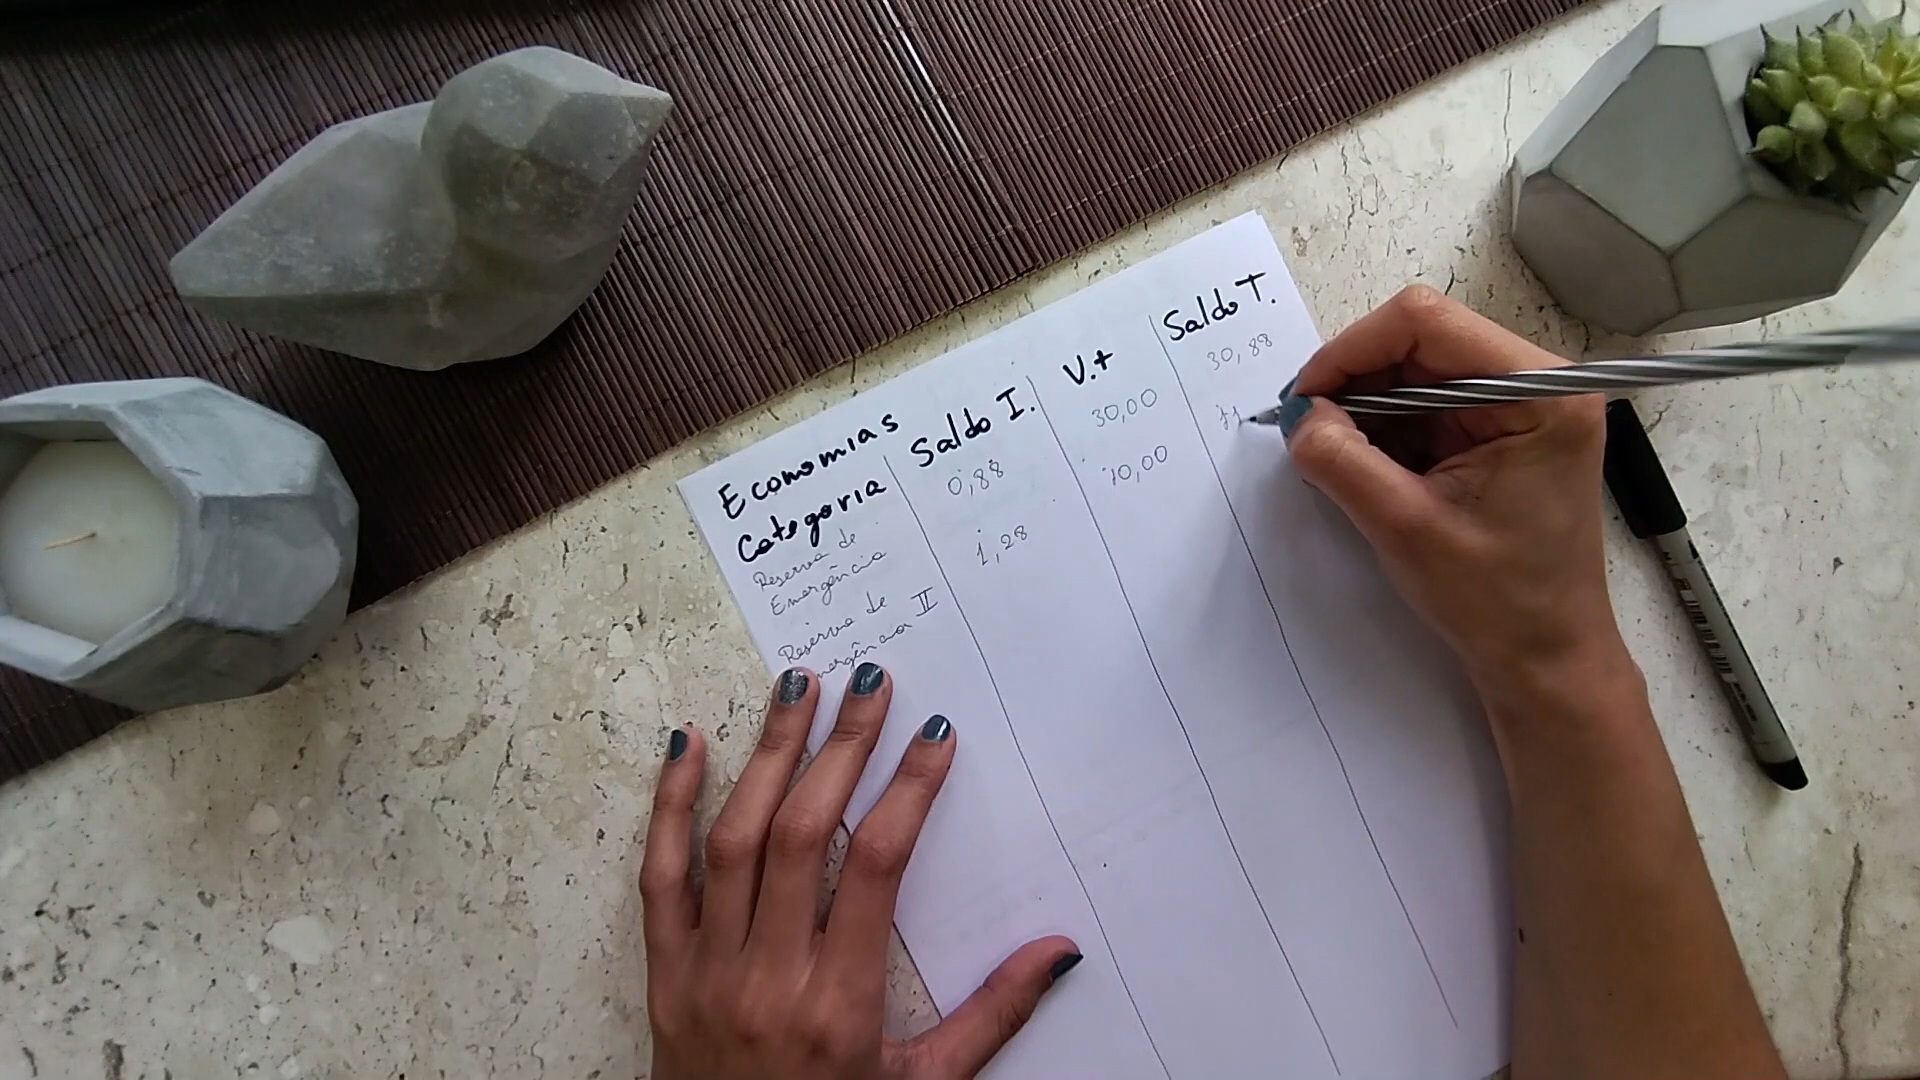 Economias
Categoria Saldo I. V.+ Saldo T.
Reserva de
Emergência 0,88 30,00 30,88
Reserva de
Emergência II 1,28 10,00 11